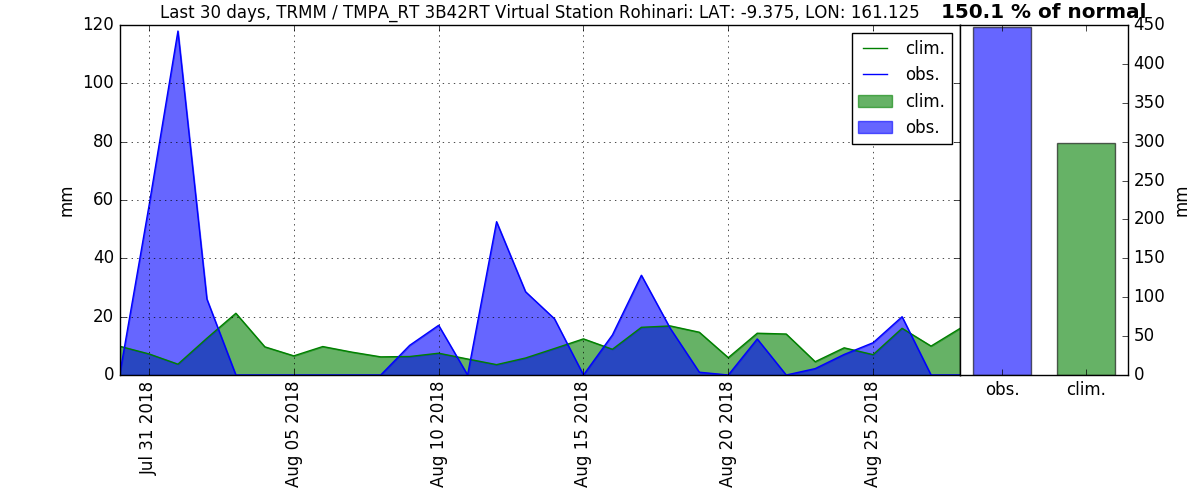 Last 30 days, TRMM / TMPA_RT 3B42RT Virtual Station Rohinari: LAT: -9.375, LON: 161.125
150.1 % of normal
120
100
80
60
40
20
0
mm
clim.
obs.
clim.
obs.
Jul 31 2018
Aug 05 2018
Aug 10 2018
Aug 15 2018
Aug 20 2018
Aug 25 2018
450
400
350
300
250
200
150
100
50
0
mm
obs.
clim.